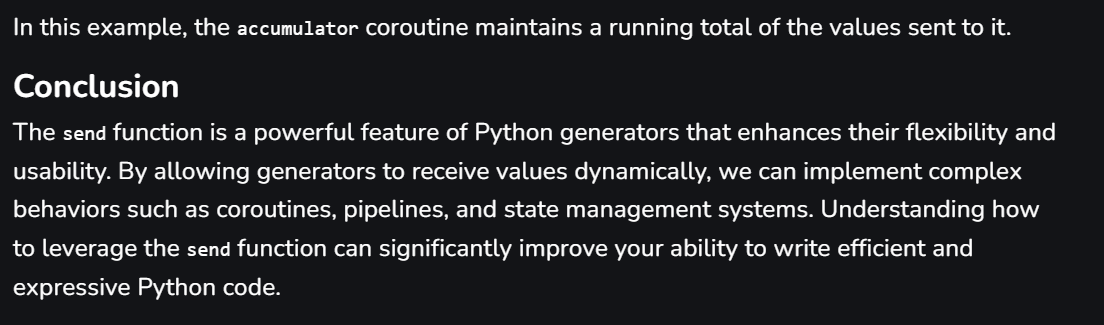 In this example, the accumulator coroutine maintains a running total of the values sent to it.
Conclusion
The send function is a powerful feature of Python generators that enhances their flexibility and
usability. By allowing generators to receive values dynamically, we can implement complex
behaviors such as coroutines, pipelines, and state management systems. Understanding how
to leverage the send function can significantly improve your ability to write efficient and
expressive Python code.